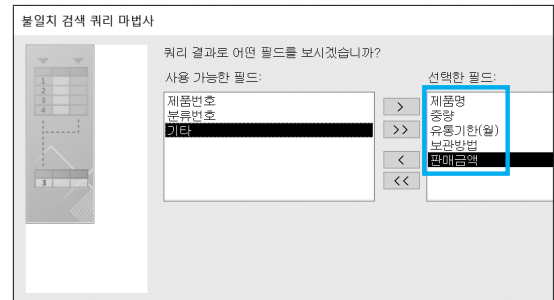 불일치 검색 쿼리 마법사
쿼리 결과로 어떤 필드를 보시겠습니까?
사용 가능한 필드:
선택한 필드:
제품번호
분류번호
기타
>
>>
<
<<
제품명
중량
유통기한(월)
보관방법
판매금액
1
2
3
4
3